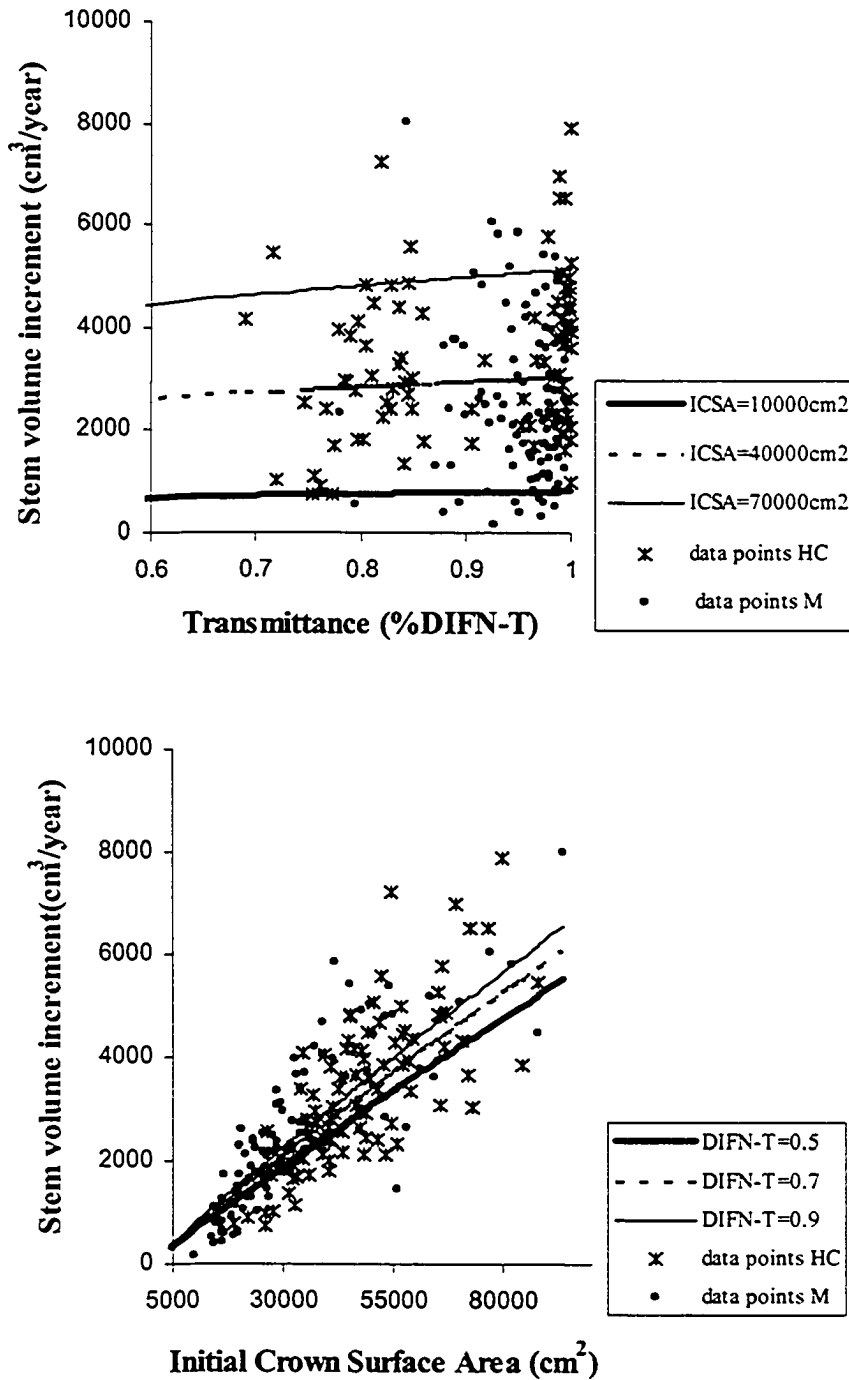 10000
8000
6000
4000
2000
0
0.6 0.7 0.8 0.9 1
Stem volume increment (cm³/year)
Transmittance (%DIFN-T)
ICSA=10000cm2
ICSA=40000cm2
ICSA=70000cm2
data points HC
data points M
10000
8000
6000
4000
2000
0
5000 30000 55000 80000
Stem volume increment(cm³/year)
Initial Crown Surface Area (cm²)
DIFN-T=0.5
DIFN-T=0.7
DIFN-T=0.9
data points HC
data points M